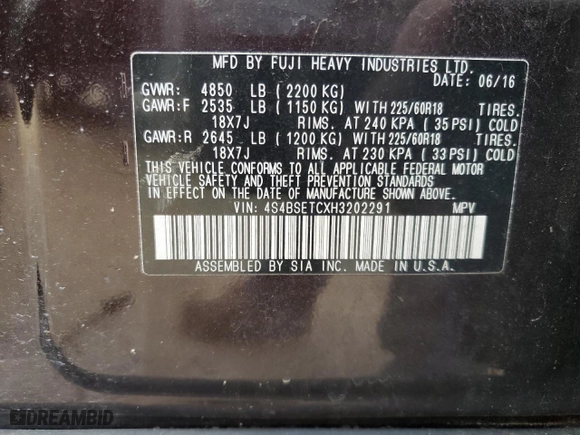 MFD BY FUJI HEAVY INDUSTRIES LTD.
DATE: 06/16
GVWR: 4850 LB (2200 KG)
GAWR:F 2535 LB (1150 KG) WITH 225/60R18 TIRES.
18X7J RIMS. AT 240 KPA (35 PSI) COLD
GAWR:R 2645 LB (1200 KG) WITH 225/60R18 TIRES.
18X7J RIMS. AT 230 KPA (33 PSI) COLD
THIS VEHICLE CONFORMS TO ALL APPLICABLE FEDERAL MOTOR
VEHICLE SAFETY AND THEFT PREVENTION STANDARDS
IN EFFECT ON THE DATE OF MANUFACTURE SHOWN ABOVE.
VIN: 4S4BSETCXH3202291 MPV
ASSEMBLED BY SIA INC. MADE IN U.S.A.
DREAMBID